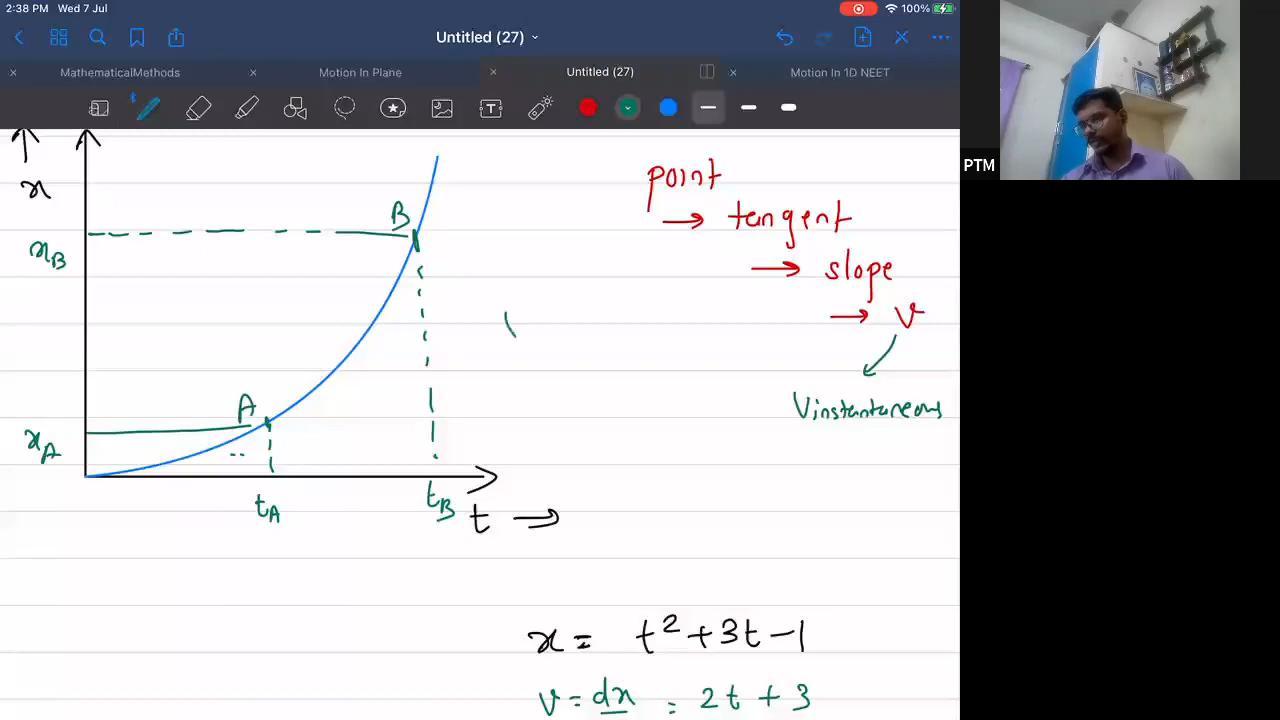 2:38 PM Wed 7 Jul
100%
Untitled (27)
MathematicalMethods
Motion In Plane
Untitled (27)
Motion In 1D NEET
T
PTM
x
point
→ tangent
→ slope
→ v
Vinstantaneous
B
xB
A
xA
tA
tB
t →
x = t² + 3t - 1
v = dx = 2t + 3